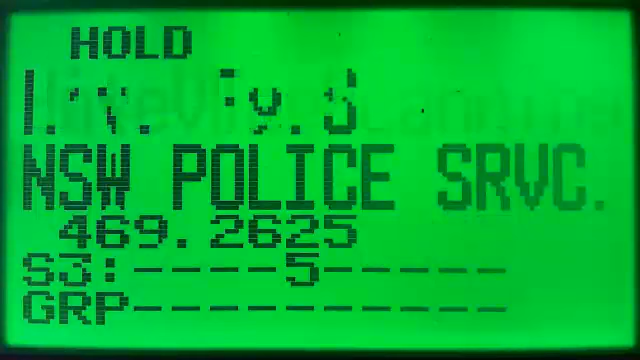 HOLD
NSW POLICE SRVC.
469.2625
S3:-----5-----
GRP-----------